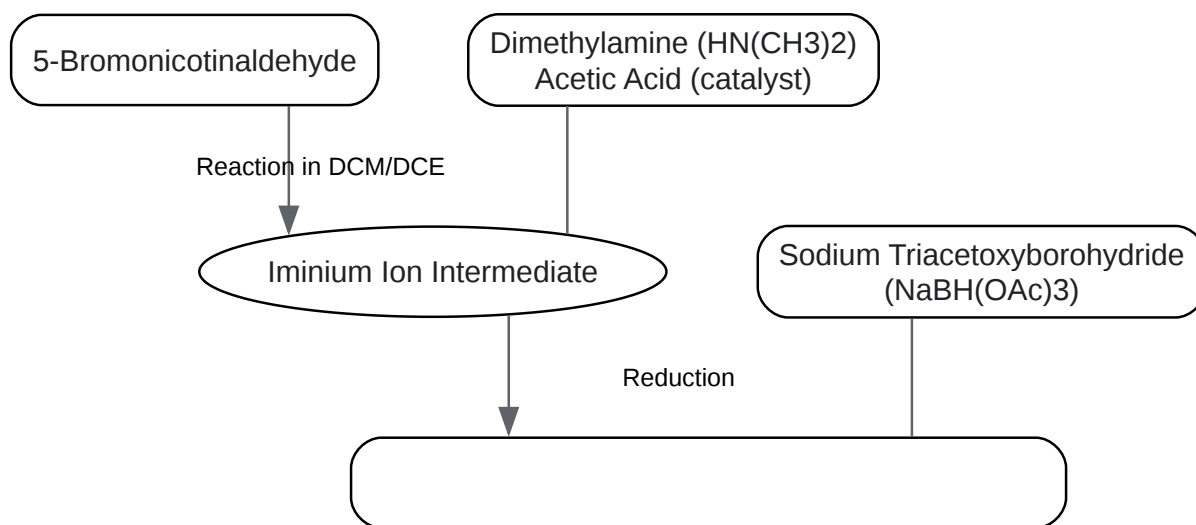 5-Bromonicotinaldehyde
Dimethylamine (HN(CH3)2)
Acetic Acid (catalyst)
Reaction in DCM/DCE
Iminium Ion Intermediate
Sodium Triacetoxyborohydride
(NaBH(OAc)3)
Reduction